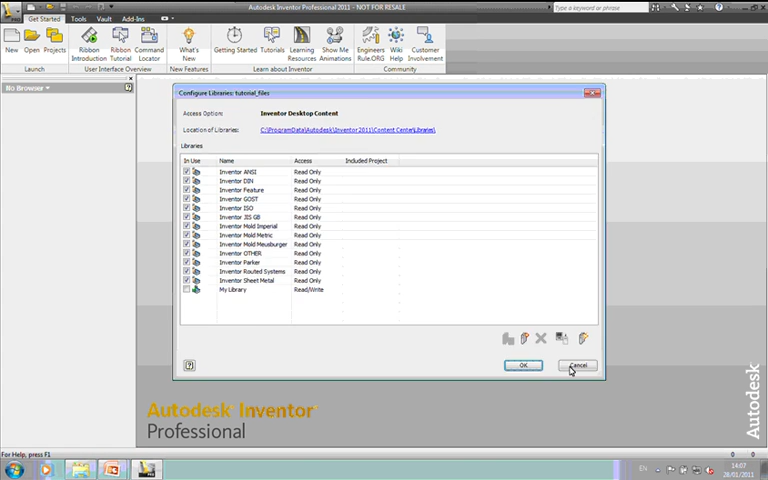 Autodesk Inventor Professional 2011 - NOT FOR RESALE
Type a keyword or phrase
PRO
Get Started Tools Vault Add-Ins
New Open Projects Ribbon Introduction Ribbon Tutorial Command Locator What's New Getting Started Tutorials Learning Resources Show Me Animations Engineers Rule.ORG Wiki Help Customer Involvement
Launch User Interface Overview New Features Learn about Inventor Community
No Browser
Configure Libraries: tutorial_files
Access Option: Inventor Desktop Content
Location of Libraries: C:\ProgramData\Autodesk\Inventor 2011\Content Center\Libraries\
Libraries
In Use Name Access Included Project
Inventor ANSI Read Only
Inventor DIN Read Only
Inventor Feature Read Only
Inventor GOST Read Only
Inventor ISO Read Only
Inventor JIS GB Read Only
Inventor Mold Imperial Read Only
Inventor Mold Metric Read Only
Inventor Mold Meusburger Read Only
Inventor OTHER Read Only
Inventor Parker Read Only
Inventor Routed Systems Read Only
Inventor Sheet Metal Read Only
My Library Read/Write
OK Cancel
Autodesk Inventor
Professional
Autodesk
For Help, press F1
0 0
EN
14:07
28/01/2011